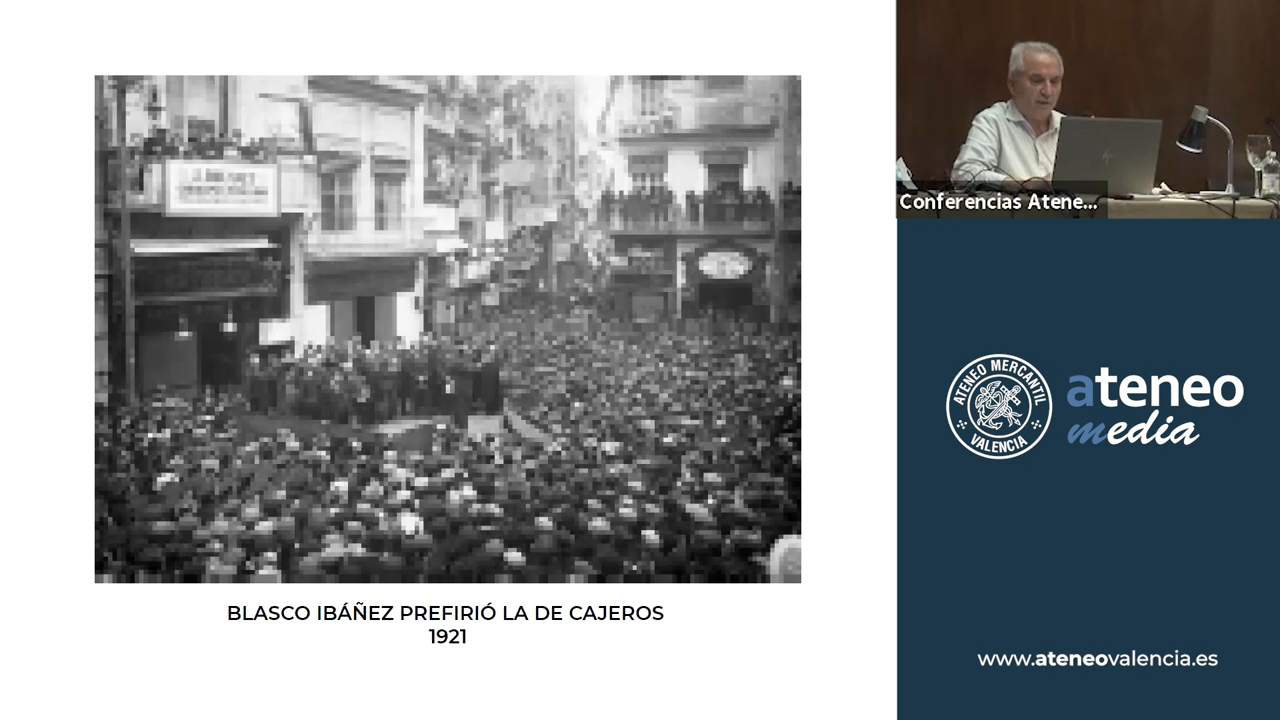 BLASCO IBÁÑEZ PREFIRIÓ LA DE CAJEROS
1921
Conferencias Atene...
ATENEO MERCANTIL
VALENCIA
ateneo
media
www.ateneovalencia.es